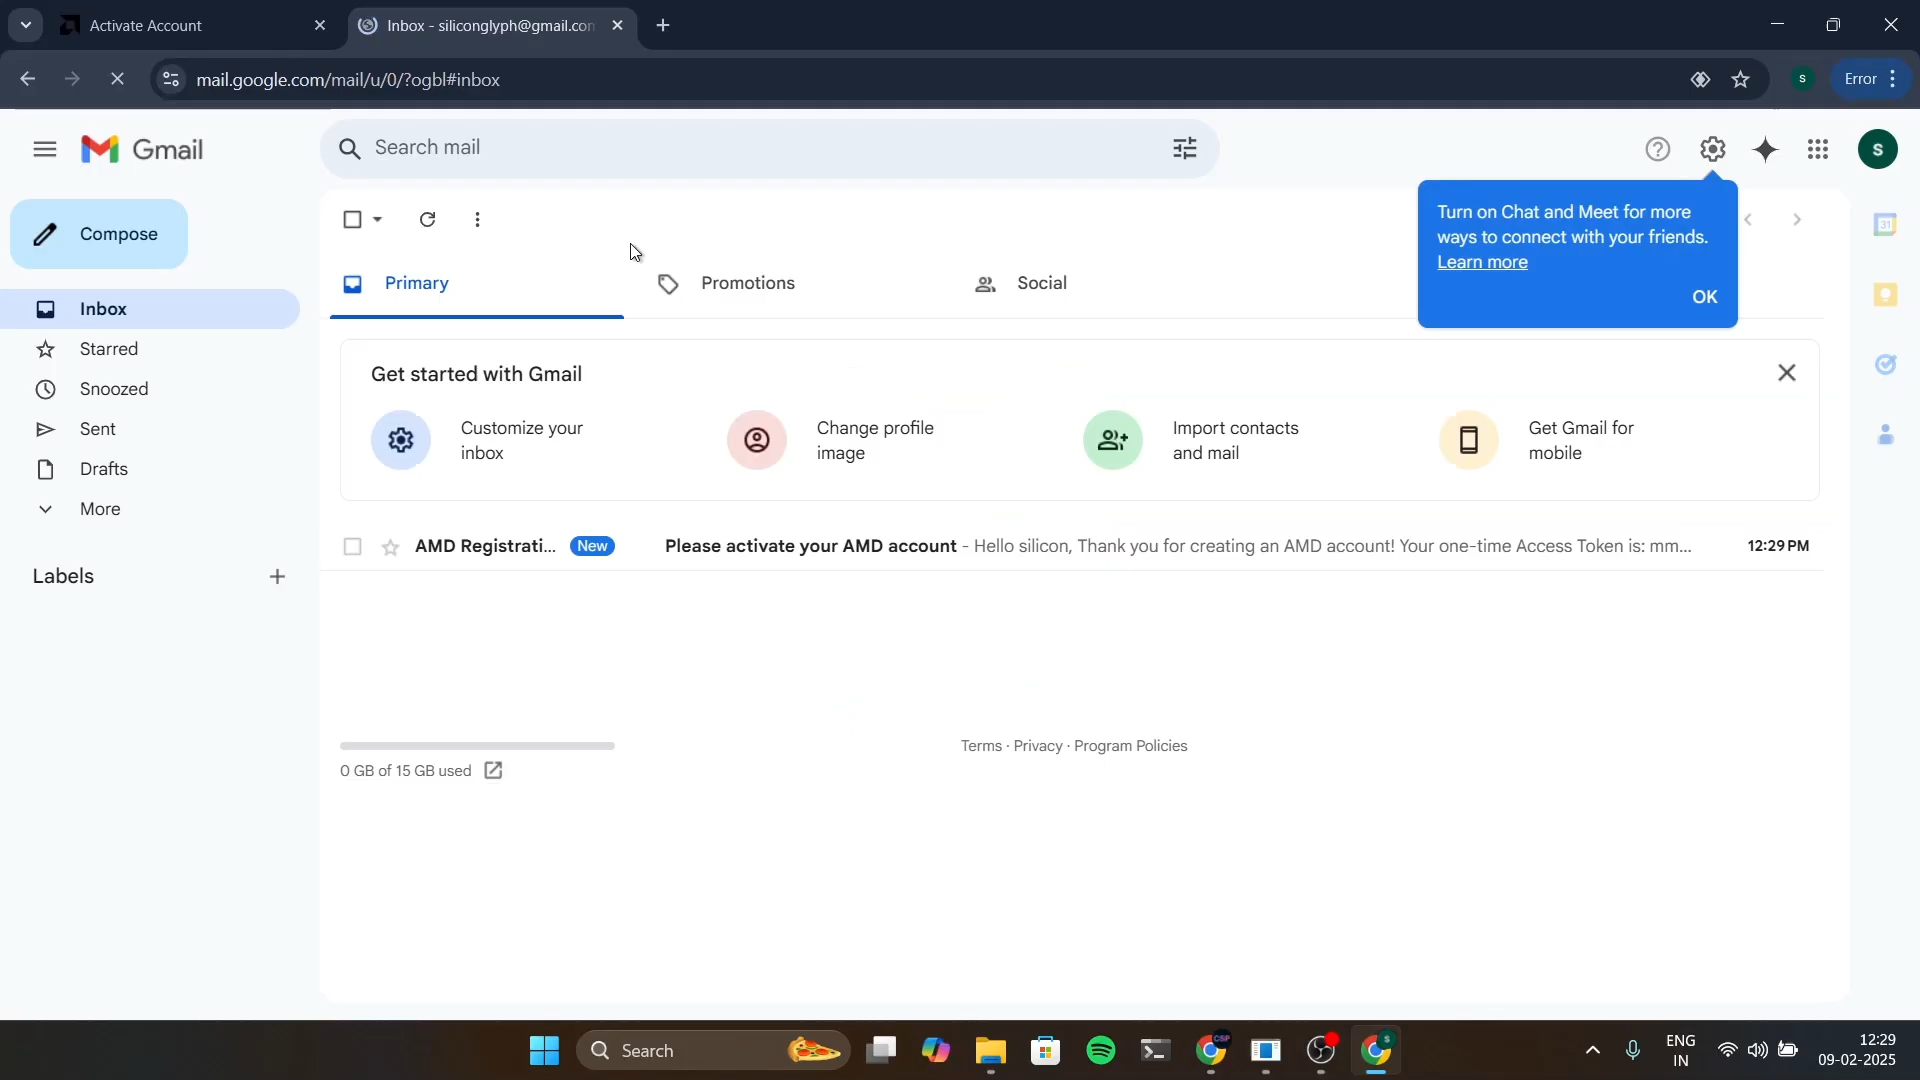 Activate Account
Inbox - siliconglyph@gmail.con
mail.google.com/mail/u/0/?ogbl#inbox
S
Error
Gmail
Search mail
S
Compose
Turn on Chat and Meet for more
ways to connect with your friends.
Learn more
OK
31
Primary
Promotions
Social
Inbox
Starred
Snoozed
Sent
Drafts
More
Labels
Get started with Gmail
Customize your
inbox
Change profile
image
Import contacts
and mail
Get Gmail for
mobile
AMD Registrati... New Please activate your AMD account - Hello silicon, Thank you for creating an AMD account! Your one-time Access Token is: mm... 12:29 PM
Terms · Privacy · Program Policies
0 GB of 15 GB used
Search
CSP
S
ENG
IN
12:29
09-02-2025